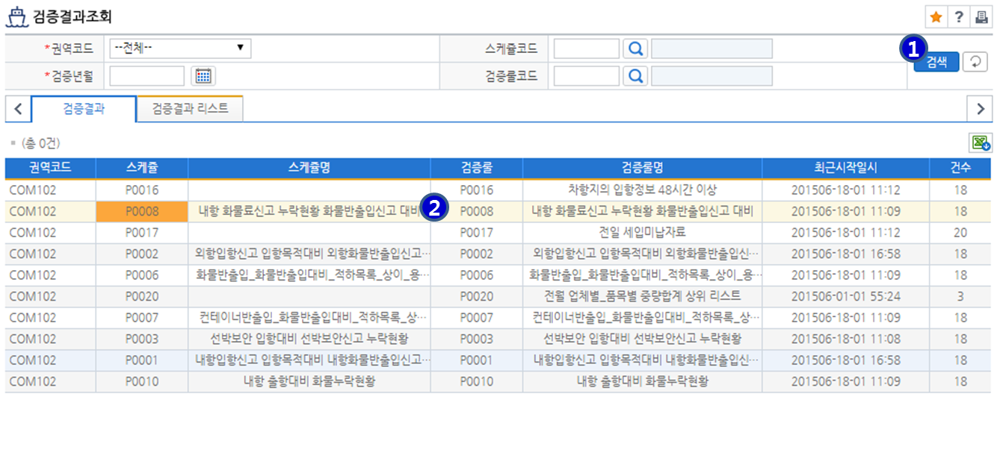 검증결과조회
?
*권역코드 --전체-- ▼ 스케쥴코드
1
검색
*검증년월 검증룰코드
검증결과 검증결과 리스트
(총 0건)
권역코드 스케쥴 스케쥴명 검증룰 검증룰명 최근시작일시 건수
COM102 P0016 P0016 차항지의 입항정보 48시간 이상 201506-18-01 11:12 18
COM102 P0008 내항 화물료신고 누락현황 화물반출입신고 대비 2 P0008 내항 화물료신고 누락현황 화물반출입신고 대비 201506-18-01 11:09 18
COM102 P0017 P0017 전일 세입미납자료 201506-18-01 11:12 20
COM102 P0002 외항입항신고 입항목적대비 외항화물반출입신고… P0002 외항입항신고 입항목적대비 외항화물반출입신… 201506-18-01 16:58 18
COM102 P0006 화물반출입_화물반출입대비_적하목록_상이_용… P0006 화물반출입_화물반출입대비_적하목록_상이_용… 201506-18-01 11:09 18
COM102 P0020 P0020 전월 업체별_품목별 중량합계 상위 리스트 201506-01-01 55:24 3
COM102 P0007 컨테이너반출입_화물반출입대비_적하목록_상… P0007 컨테이너반출입_화물반출입대비_적하목록_상… 201506-18-01 11:09 18
COM102 P0003 선박보안 입항대비 선박보안신고 누락현황 P0003 선박보안 입항대비 선박보안신고 누락현황 201506-18-01 11:08 18
COM102 P0001 내항입항신고 입항목적대비 내항화물반출입신고… P0001 내항입항신고 입항목적대비 내항화물반출입신… 201506-18-01 16:58 18
COM102 P0010 내항 출항대비 화물누락현황 P0010 내항 출항대비 화물누락현황 201506-18-01 11:09 18